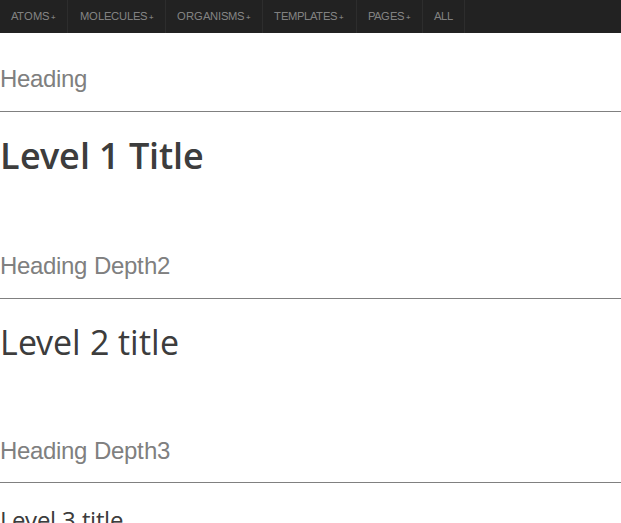 ATOMS+ MOLECULES+ ORGANISMS+ TEMPLATES+ PAGES+ ALL
Heading
Level 1 Title
Heading Depth2
Level 2 title
Heading Depth3
Level 3 title